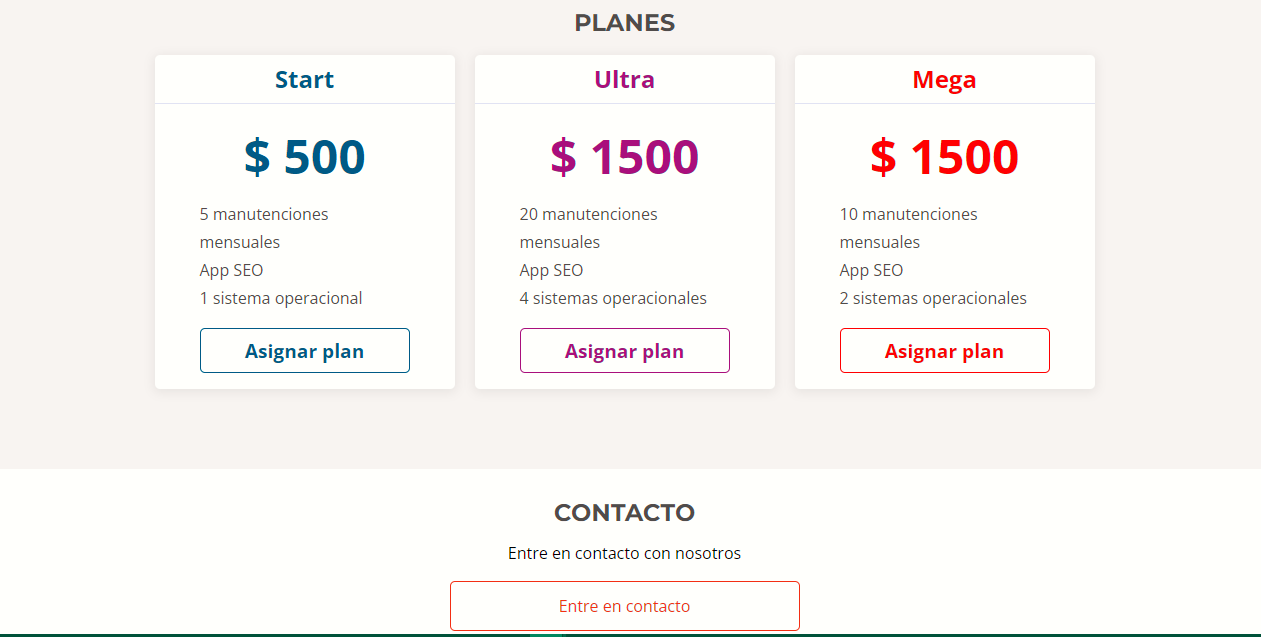 PLANES
Start
$ 500
5 manutenciones
mensuales
App SEO
1 sistema operacional
Asignar plan
Ultra
$ 1500
20 manutenciones
mensuales
App SEO
4 sistemas operacionales
Asignar plan
Mega
$ 1500
10 manutenciones
mensuales
App SEO
2 sistemas operacionales
Asignar plan
CONTACTO
Entre en contacto con nosotros
Entre en contacto